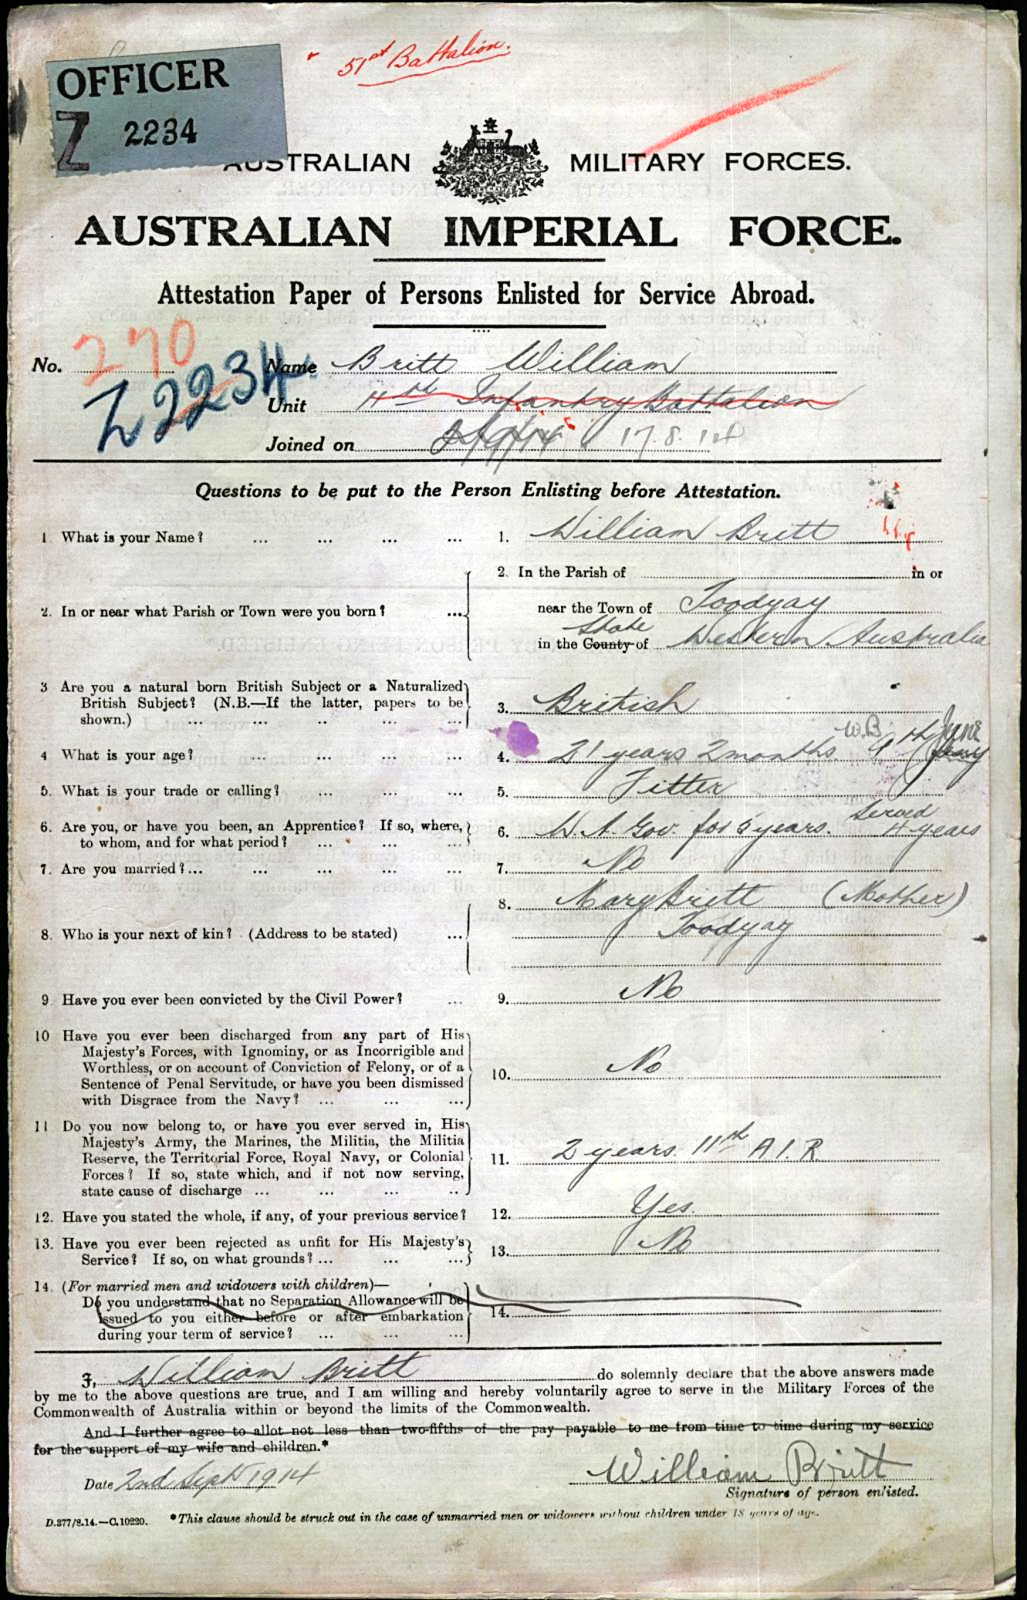 51st Battalion.
OFFICER
Z 2234
AUSTRALIAN MILITARY FORCES.
AUSTRALIAN IMPERIAL FORCE.
Attestation Paper of Persons Enlisted for Service Abroad.
270
No. Name Britt William
Z2234
Unit Infantry Battalion
Joined on 17.8.14
Questions to be put to the Person Enlisting before Attestation.
1 What is your Name? ... ... ... ... 1. William Britt
2. In the Parish of in or
2. In or near what Parish or Town were you born? ... near the Town of Toodyay
State
in the County of Western Australia
3 Are you a natural born British Subject or a Naturalized
British Subject? (N.B.—If the latter, papers to be
shown.) ... ... ... ... ... 3. British
4 What is your age? ... ... ... ... 4. 21 years 2 months. W.B. June
5. What is your trade or calling? ... ... ... 5. Fitter
6. Are you, or have you been, an Apprentice? If so, where,
to whom, and for what period? ... ... ... 6. W.A. Gov. for 5 years. Served 4 years
7. Are you married?... ... ... ... ... 7. No
8. Mary Britt (Mother)
8. Who is your next of kin? (Address to be stated) ... Toodyay
9. Have you ever been convicted by the Civil Power? ... 9. No
10 Have you ever been discharged from any part of His
Majesty's Forces, with Ignominy, or as Incorrigible and
Worthless, or on account of Conviction of Felony, or of a
Sentence of Penal Servitude, or have you been dismissed
with Disgrace from the Navy? ... ... ... 10. No
11 Do you now belong to, or have you ever served in, His
Majesty's Army, the Marines, the Militia, the Militia
Reserve, the Territorial Force, Royal Navy, or Colonial
Forces? If so, state which, and if not now serving,
state cause of discharge ... ... ... ... 11. 2 years. 11th A.I.R
12. Have you stated the whole, if any, of your previous service? 12. Yes.
13. Have you ever been rejected as unfit for His Majesty's
Service? If so, on what grounds? ... ... ... 13. No
14. (For married men and widowers with children)—
Do you understand that no Separation Allowance will be
issued to you either before or after embarkation
during your term of service? ... ... ... 14.
I, William Britt do solemnly declare that the above answers made
by me to the above questions are true, and I am willing and hereby voluntarily agree to serve in the Military Forces of the
Commonwealth of Australia within or beyond the limits of the Commonwealth.
And I further agree to allot not less than two-fifths of the pay payable to me from time to time during my service
for the support of my wife and children.*
Date 2nd Sept 1914 William Britt
Signature of person enlisted.
D.377/8.14.—C.10220. *This clause should be struck out in the case of unmarried men or widowers without children under 18 years of age.